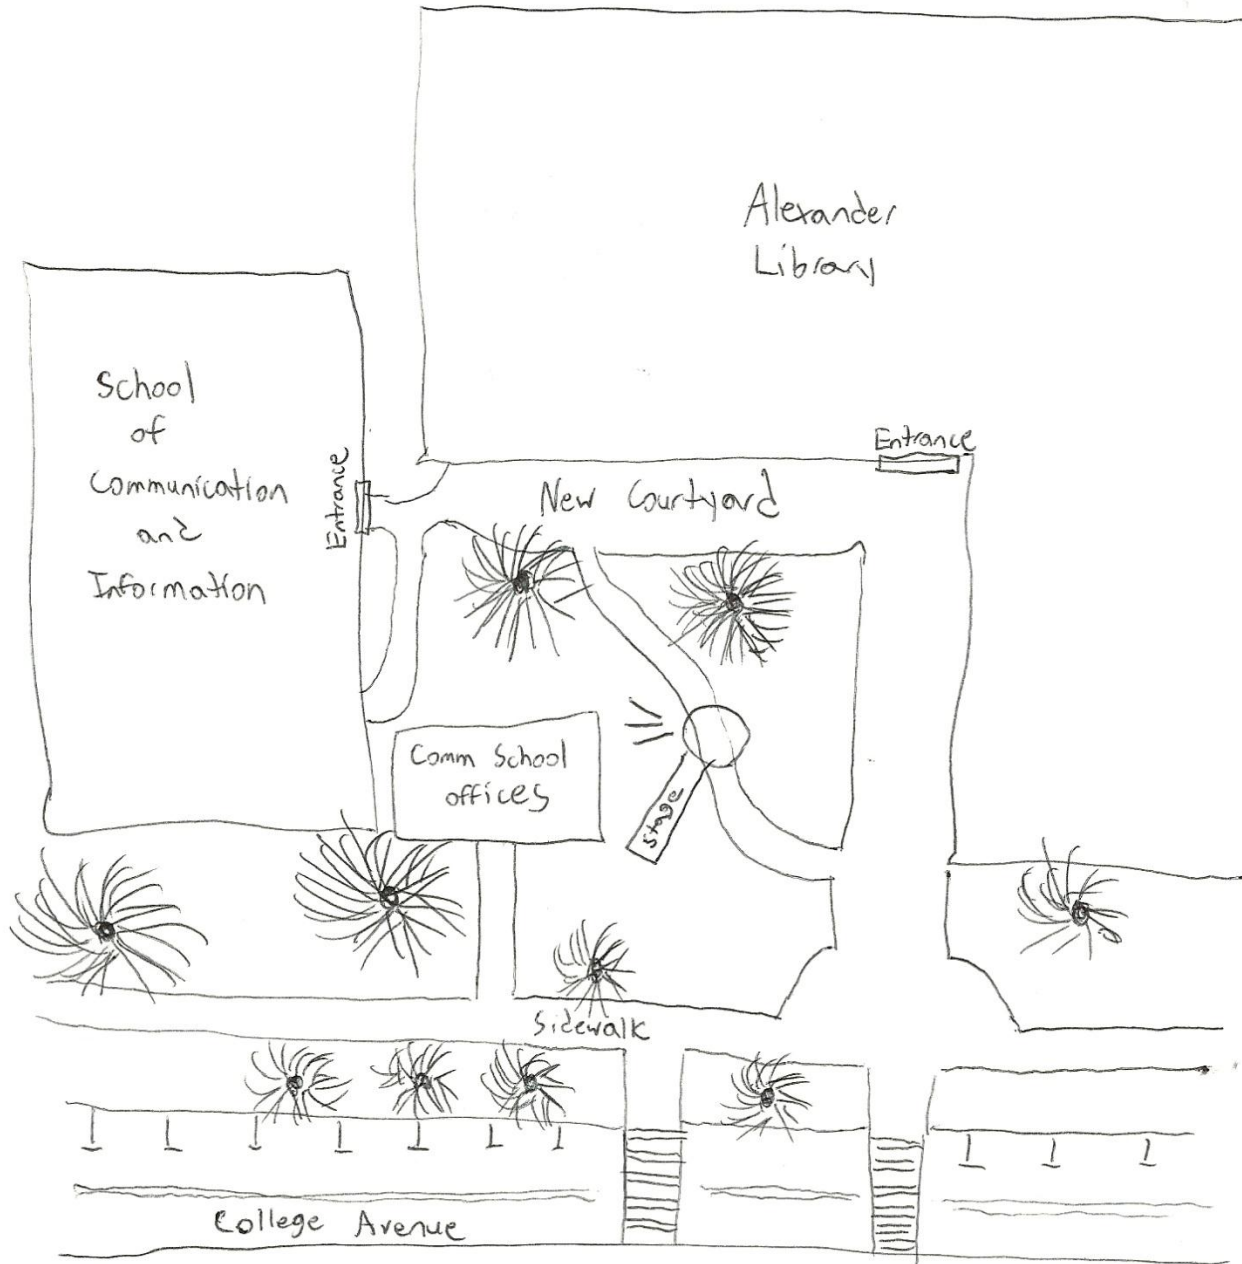 Alexander
Library
School
of
Communication
and
Information
Entrance
Entrance
New Courtyard
Comm School
offices
Stage
Sidewalk
College Avenue